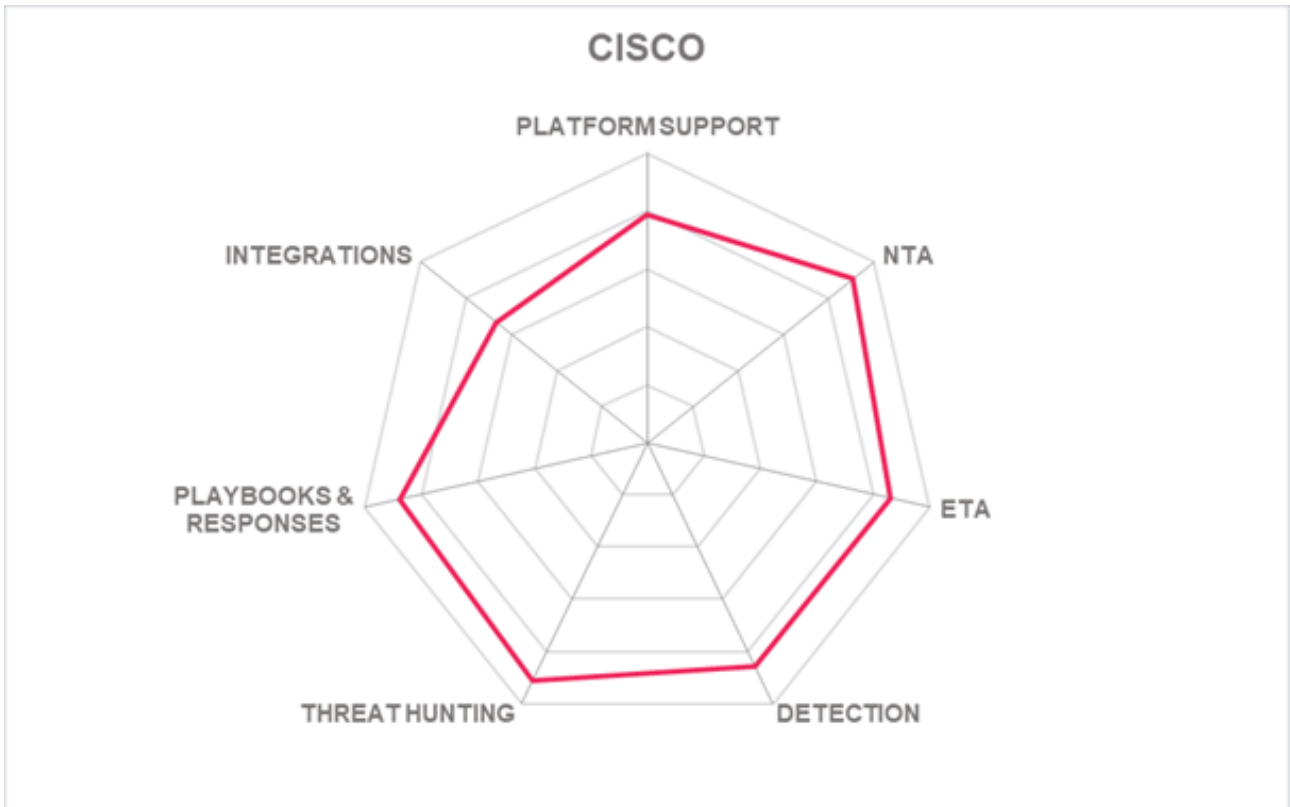 CISCO
PLATFORM SUPPORT
NTA
INTEGRATIONS
ETA
PLAYBOOKS &
RESPONSES
THREAT HUNTING
DETECTION